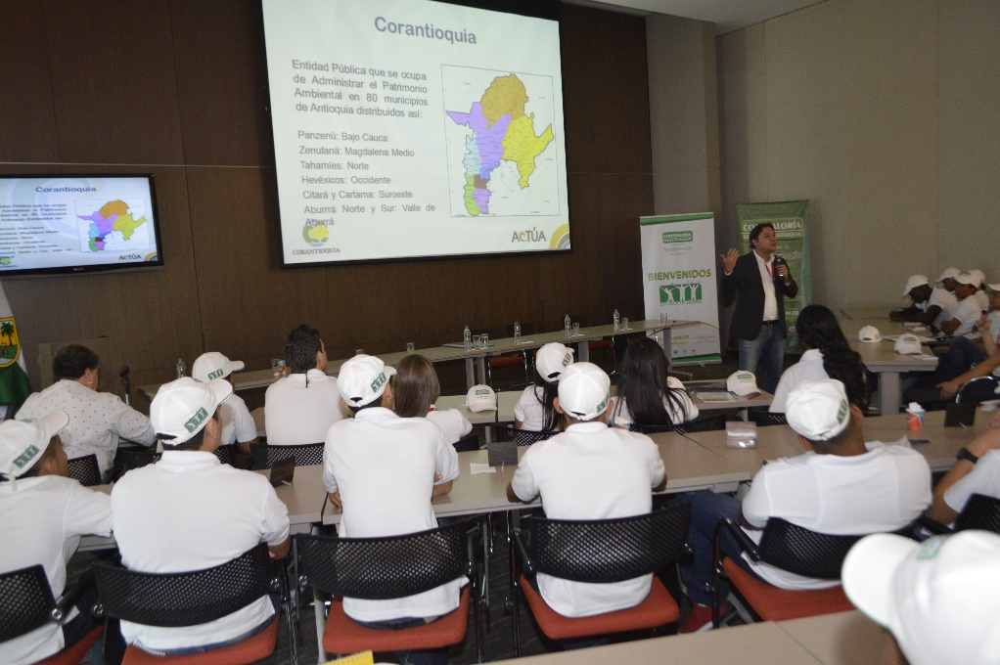 Corantioquia
Entidad Pública que se ocupa
de Administrar el Patrimonio
Ambiental en 80 municipios
de Antioquia distribuidos así:
Panzenú: Bajo Cauca
Zenufaná: Magdalena Medio
Tahamíes: Norte
Hevéxicos: Occidente
Citará y Cartama: Suroeste
Aburrá Norte y Sur: Valle de
Aburrá
CORANTIOQUIA
ACTÚA
Corantioquia
ACTÚA
BIENVENIDOS
CONTRALORÍA